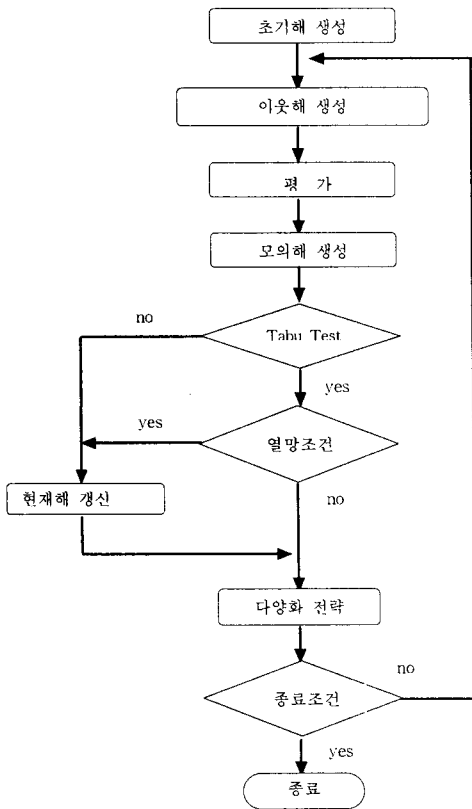 초기해 생성
이웃해 생성
평 가
모의해 생성
no
Tabu Test
yes
yes
열망조건
현재해 갱신
no
다양화 전략
no
종료조건
yes
종료